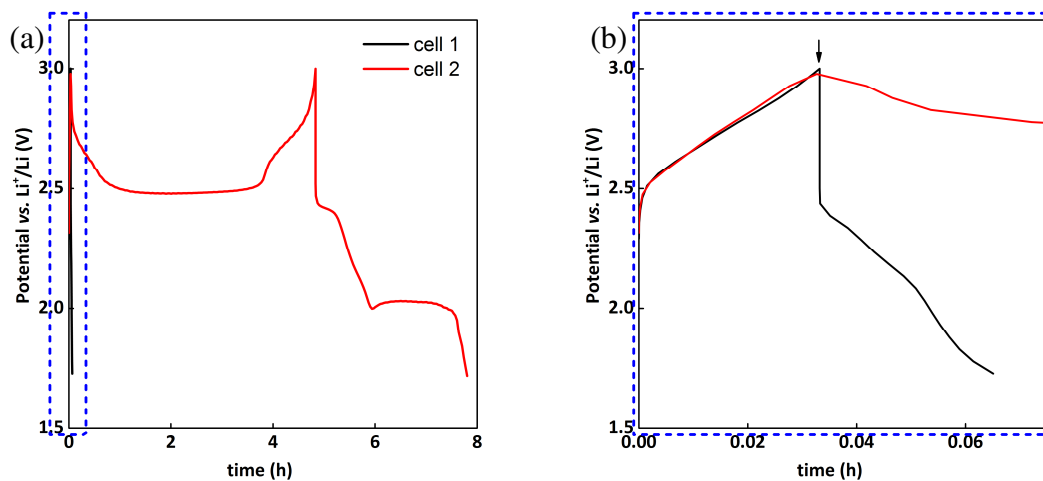 (a)
cell 1
cell 2
3.0
2.5
2.0
1.5
0
2
4
6
8
Potential vs. Li⁺/Li (V)
time (h)
(b)
3.0
2.5
2.0
1.5
0.00
0.02
0.04
0.06
Potential vs. Li⁺/Li (V)
time (h)